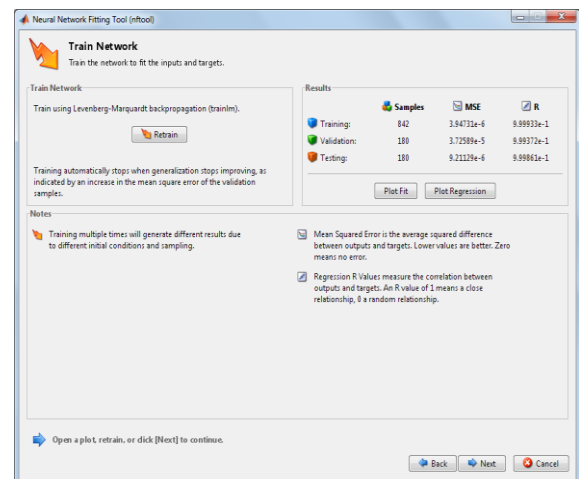 Neural Network Fitting Tool (nftool)
Train Network
Train the network to fit the inputs and targets.
Train Network
Train using Levenberg-Marquardt backpropagation (trainlm).
Retrain
Training automatically stops when generalization stops improving, as
indicated by an increase in the mean square error of the validation
samples.
Results
Samples MSE R
Training: 842 3.94731e-6 9.99933e-1
Validation: 180 3.72589e-5 9.99372e-1
Testing: 180 9.21129e-6 9.99861e-1
Plot Fit Plot Regression
Notes
Training multiple times will generate different results due
to different initial conditions and sampling.
Mean Squared Error is the average squared difference
between outputs and targets. Lower values are better. Zero
means no error.
Regression R Values measure the correlation between
outputs and targets. An R value of 1 means a close
relationship, 0 a random relationship.
Open a plot, retrain, or click [Next] to continue.
Back Next Cancel